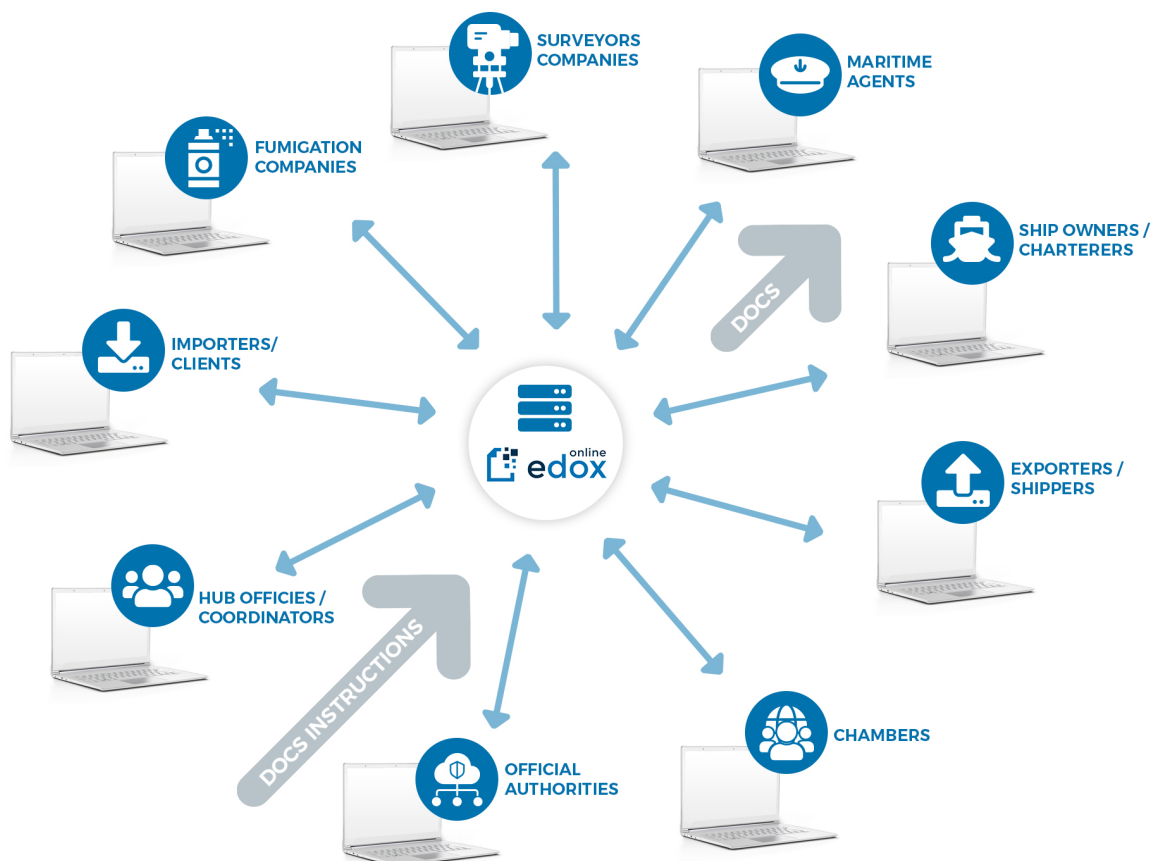 SURVEYORS
COMPANIES
MARITIME
AGENTS
FUMIGATION
COMPANIES
SHIP OWNERS /
CHARTERERS
DOCS
IMPORTERS/
CLIENTS
online
edox
EXPORTERS /
SHIPPERS
HUB OFFICIES /
COORDINATORS
DOCS INSTRUCTIONS
CHAMBERS
OFFICIAL
AUTHORITIES